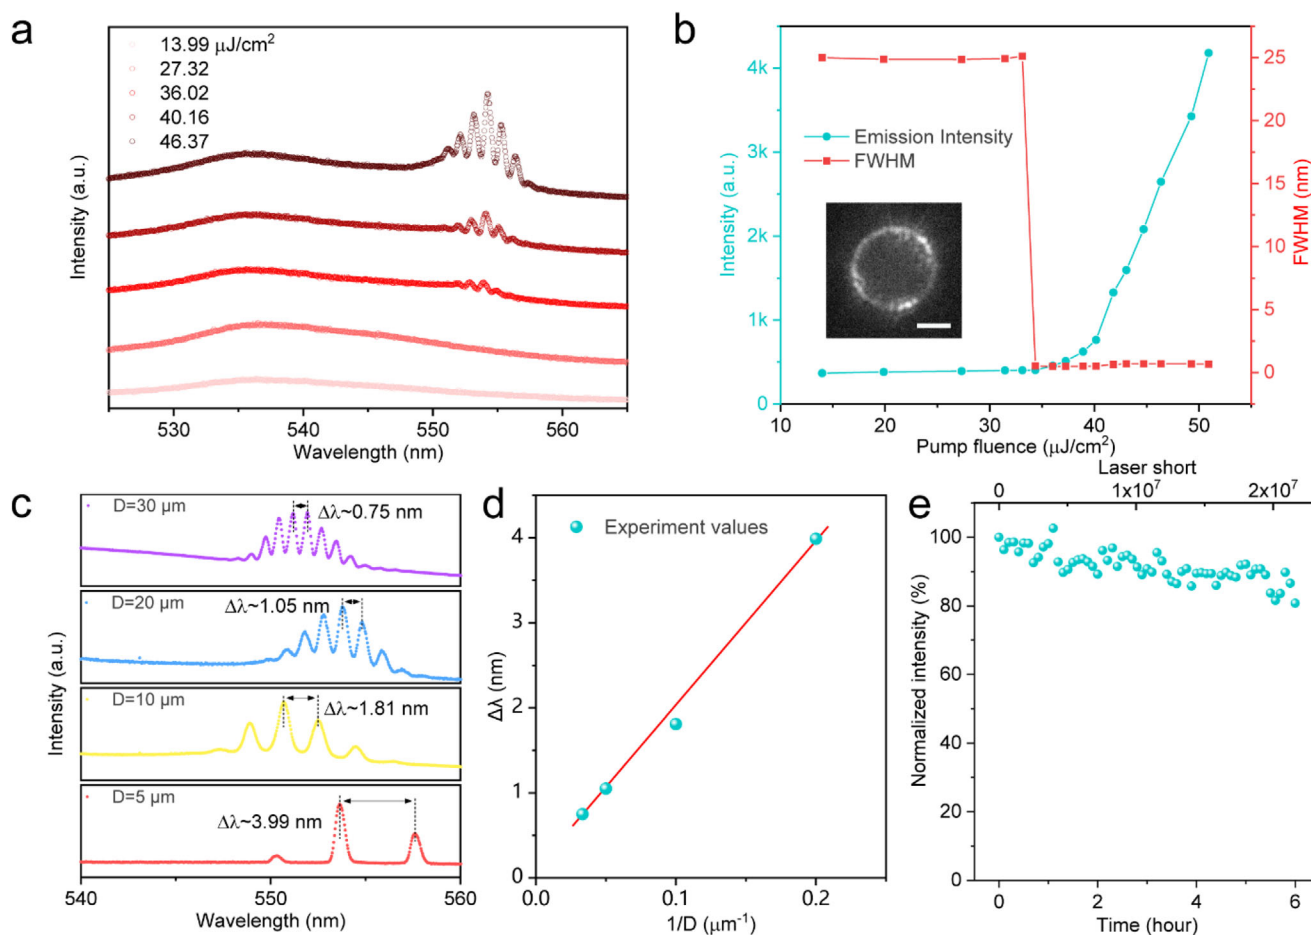 a
13.99 μJ/cm²
27.32
36.02
40.16
46.37
Intensity (a.u.)
530
540
550
560
Wavelength (nm)
b
4k
3k
2k
1k
0
Intensity (a.u.)
Emission Intensity
FWHM
25
20
15
10
5
0
FWHM (nm)
10
20
30
40
50
Pump fluence (μJ/cm²)
c
D=30 μm
Δλ~0.75 nm
D=20 μm
Δλ~1.05 nm
D=10 μm
Δλ~1.81 nm
D=5 μm
Δλ~3.99 nm
Intensity (a.u.)
540
550
560
Wavelength (nm)
d
Experiment values
4
3
2
1
0
Δλ (nm)
0.0
0.1
0.2
1/D (μm⁻¹)
e
Laser short
0
1x10⁷
2x10⁷
100
80
60
40
20
0
Normalized intensity (%)
0
2
4
6
Time (hour)